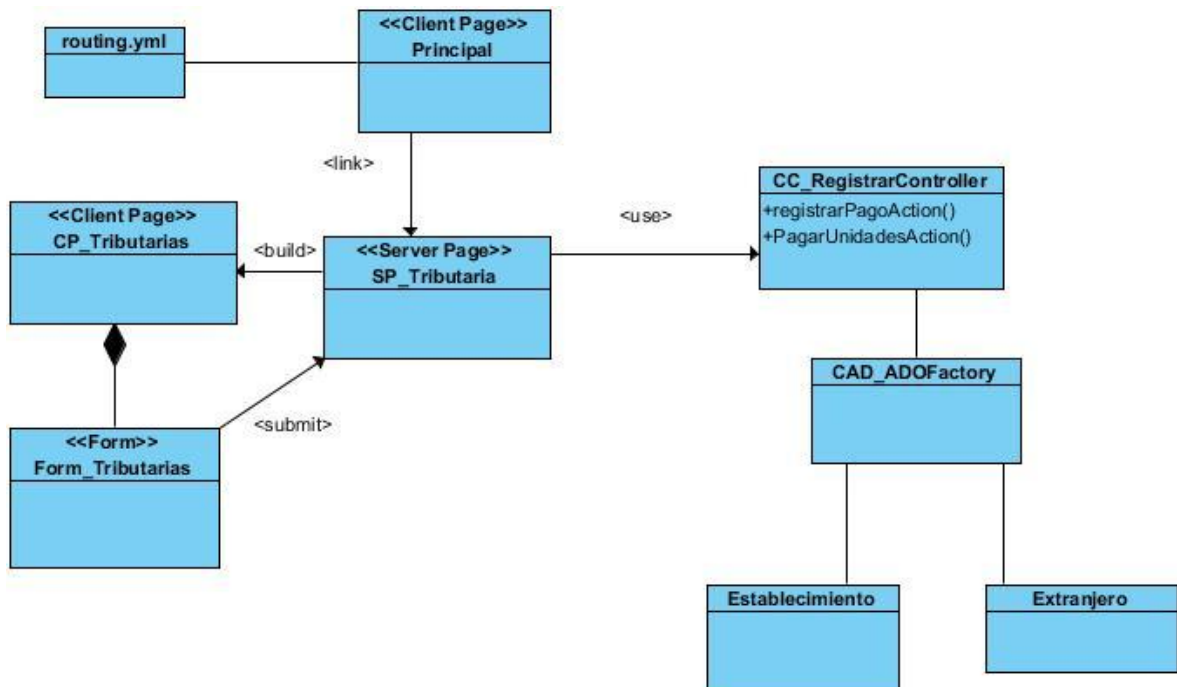 <<Client Page>>
Principal
routing.yml
<link>
CC_RegistrarController
+registrarPagoAction()
+PagarUnidadesAction()
<<Client Page>>
CP_Tributarias
<build>
<<Server Page>>
SP_Tributaria
<use>
CAD_ADOFactory
<submit>
<<Form>>
Form_Tributarias
Establecimiento
Extranjero